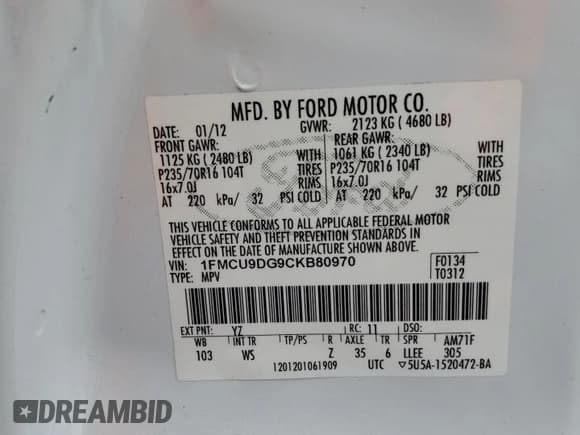 MFD. BY FORD MOTOR CO.
DATE: 01/12 GVWR: 2123 KG ( 4680 LB)
FRONT GAWR: REAR GAWR:
1125 KG ( 2480 LB) WITH 1061 KG ( 2340 LB) WITH
P235/70R16 104T TIRES P235/70R16 104T TIRES
16x7.0J RIMS 16x7.0J RIMS
AT 220 kPa/ 32 PSI COLD AT 220 kPa/ 32 PSI COLD
THIS VEHICLE CONFORMS TO ALL APPLICABLE FEDERAL MOTOR
VEHICLE SAFETY AND THEFT PREVENTION STANDARDS IN
EFFECT ON THE DATE OF MANUFACTURE SHOWN ABOVE.
VIN: 1FMCU9DG9CKB80970 F0134
TYPE: MPV T0312
EXT PNT: YZ RC: 11
WB INT TR TP/PS R AXLE TR SPR AM71F
103 WS Z 35 6 LLEE 305
1201201061909 UTC ▽5U5A-1520472-BA
DREAMBID